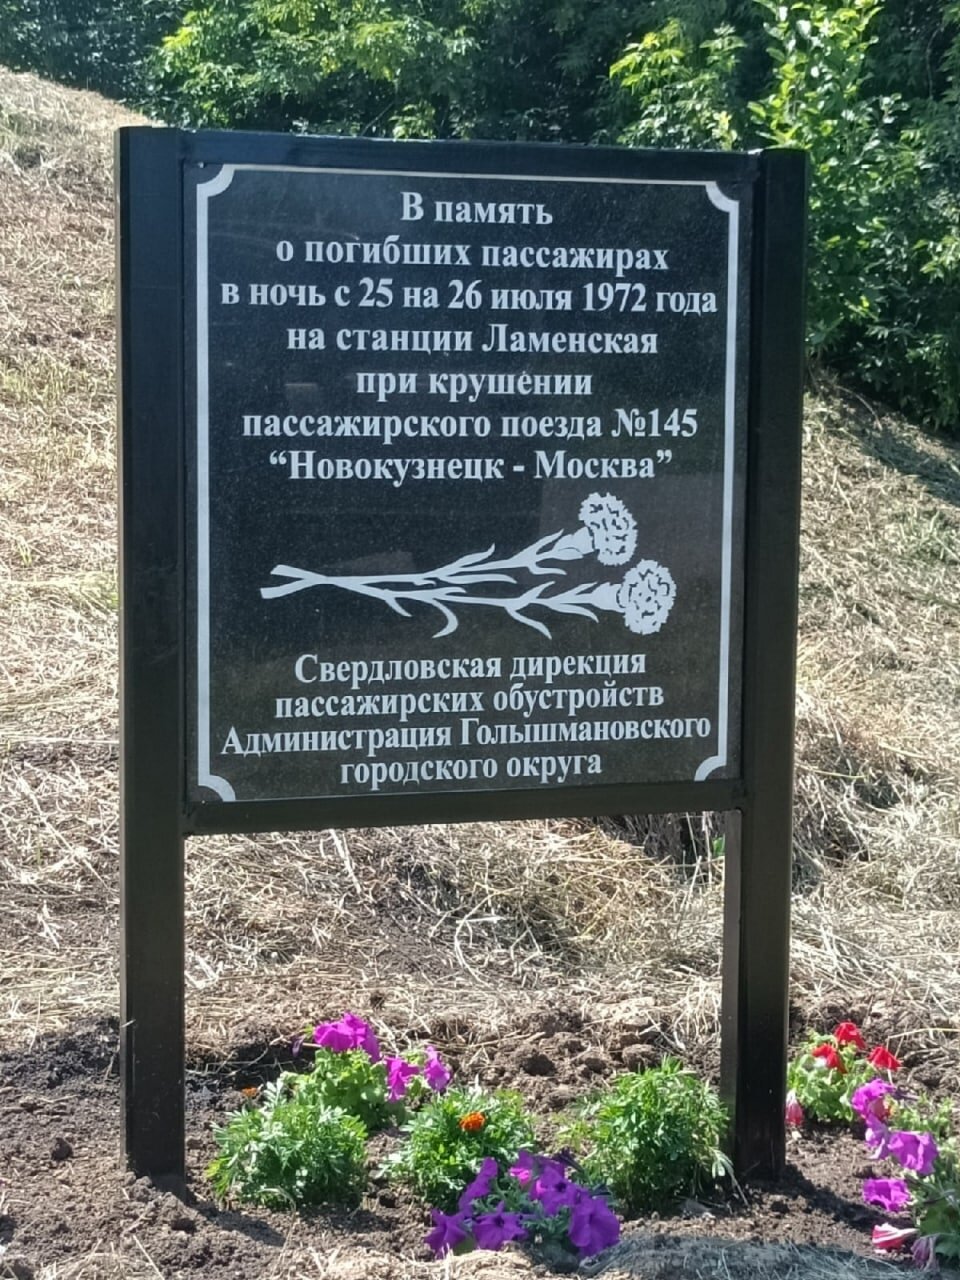 В память
о погибших пассажирах
в ночь с 25 на 26 июля 1972 года
на станции Ламенская
при крушении
пассажирского поезда №145
“Новокузнецк - Москва”
Свердловская дирекция
пассажирских обустройств
Администрация Голышмановского
городского округа